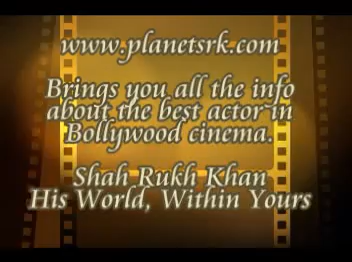 www.planetsrk.com
Brings you all the info
about the best actor in
Bollywood cinema.
Shah Rukh Khan
His World, Within Yours